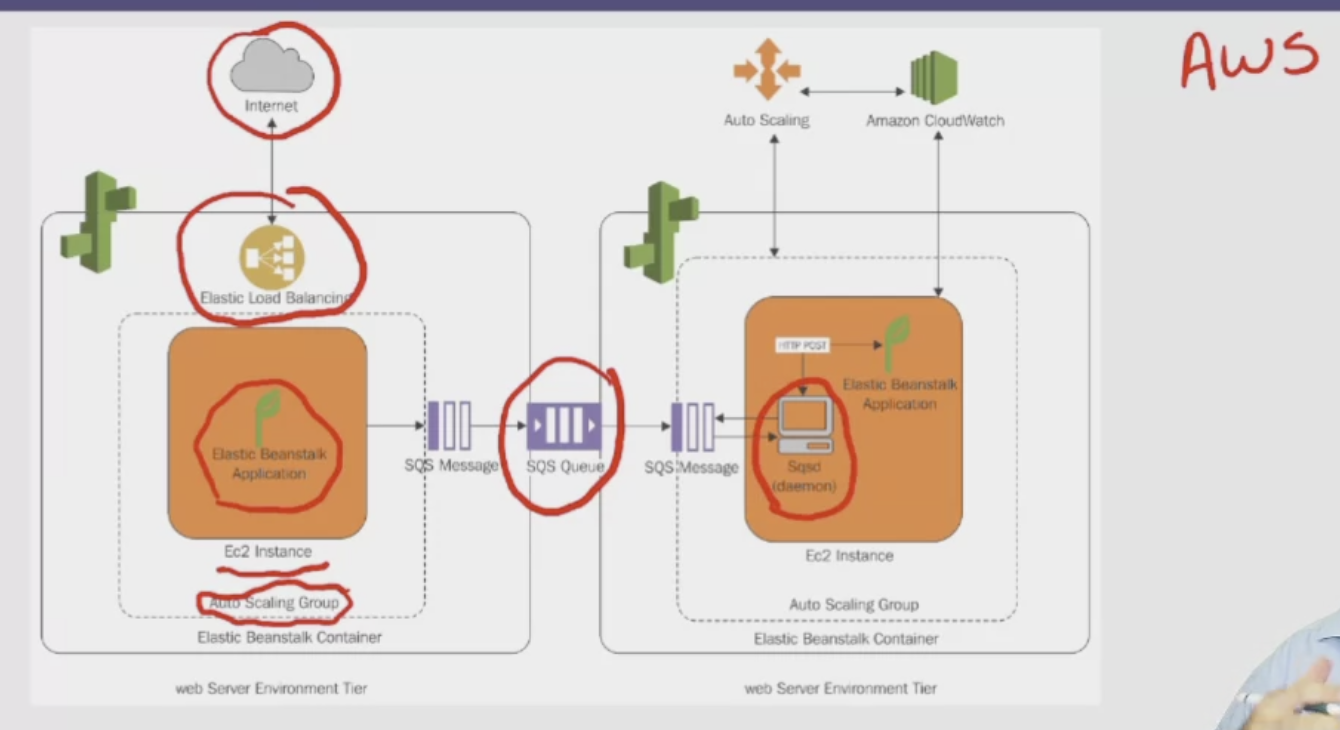 AWS
Internet
Auto Scaling
Amazon CloudWatch
Elastic Load Balancing
HTTP POST
Elastic Beanstalk
Application
Elastic Beanstalk
Application
SQS Message
SQS Queue
SQS Message
Sqsd
(daemon)
Ec2 Instance
Ec2 Instance
Auto Scaling Group
Auto Scaling Group
Elastic Beanstalk Container
Elastic Beanstalk Container
web Server Environment Tier
web Server Environment Tier